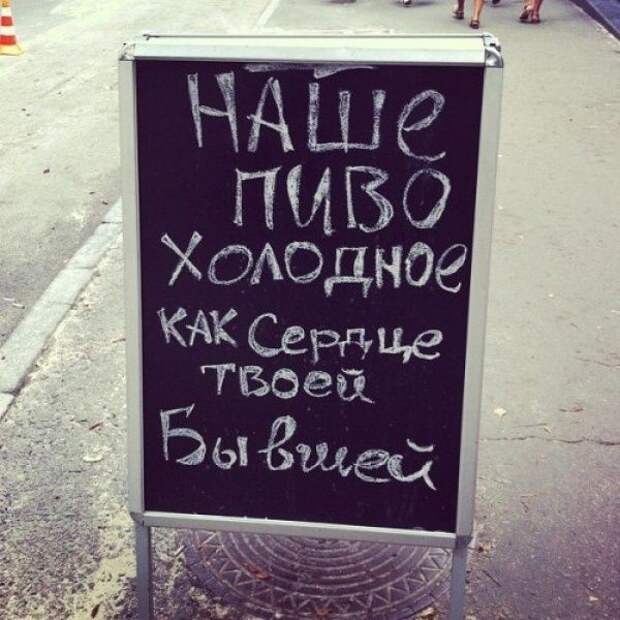 НАШЕ
ПИВО
ХОЛОДНОЕ
КАК Сердце
ТВОЕЙ
Бывшей